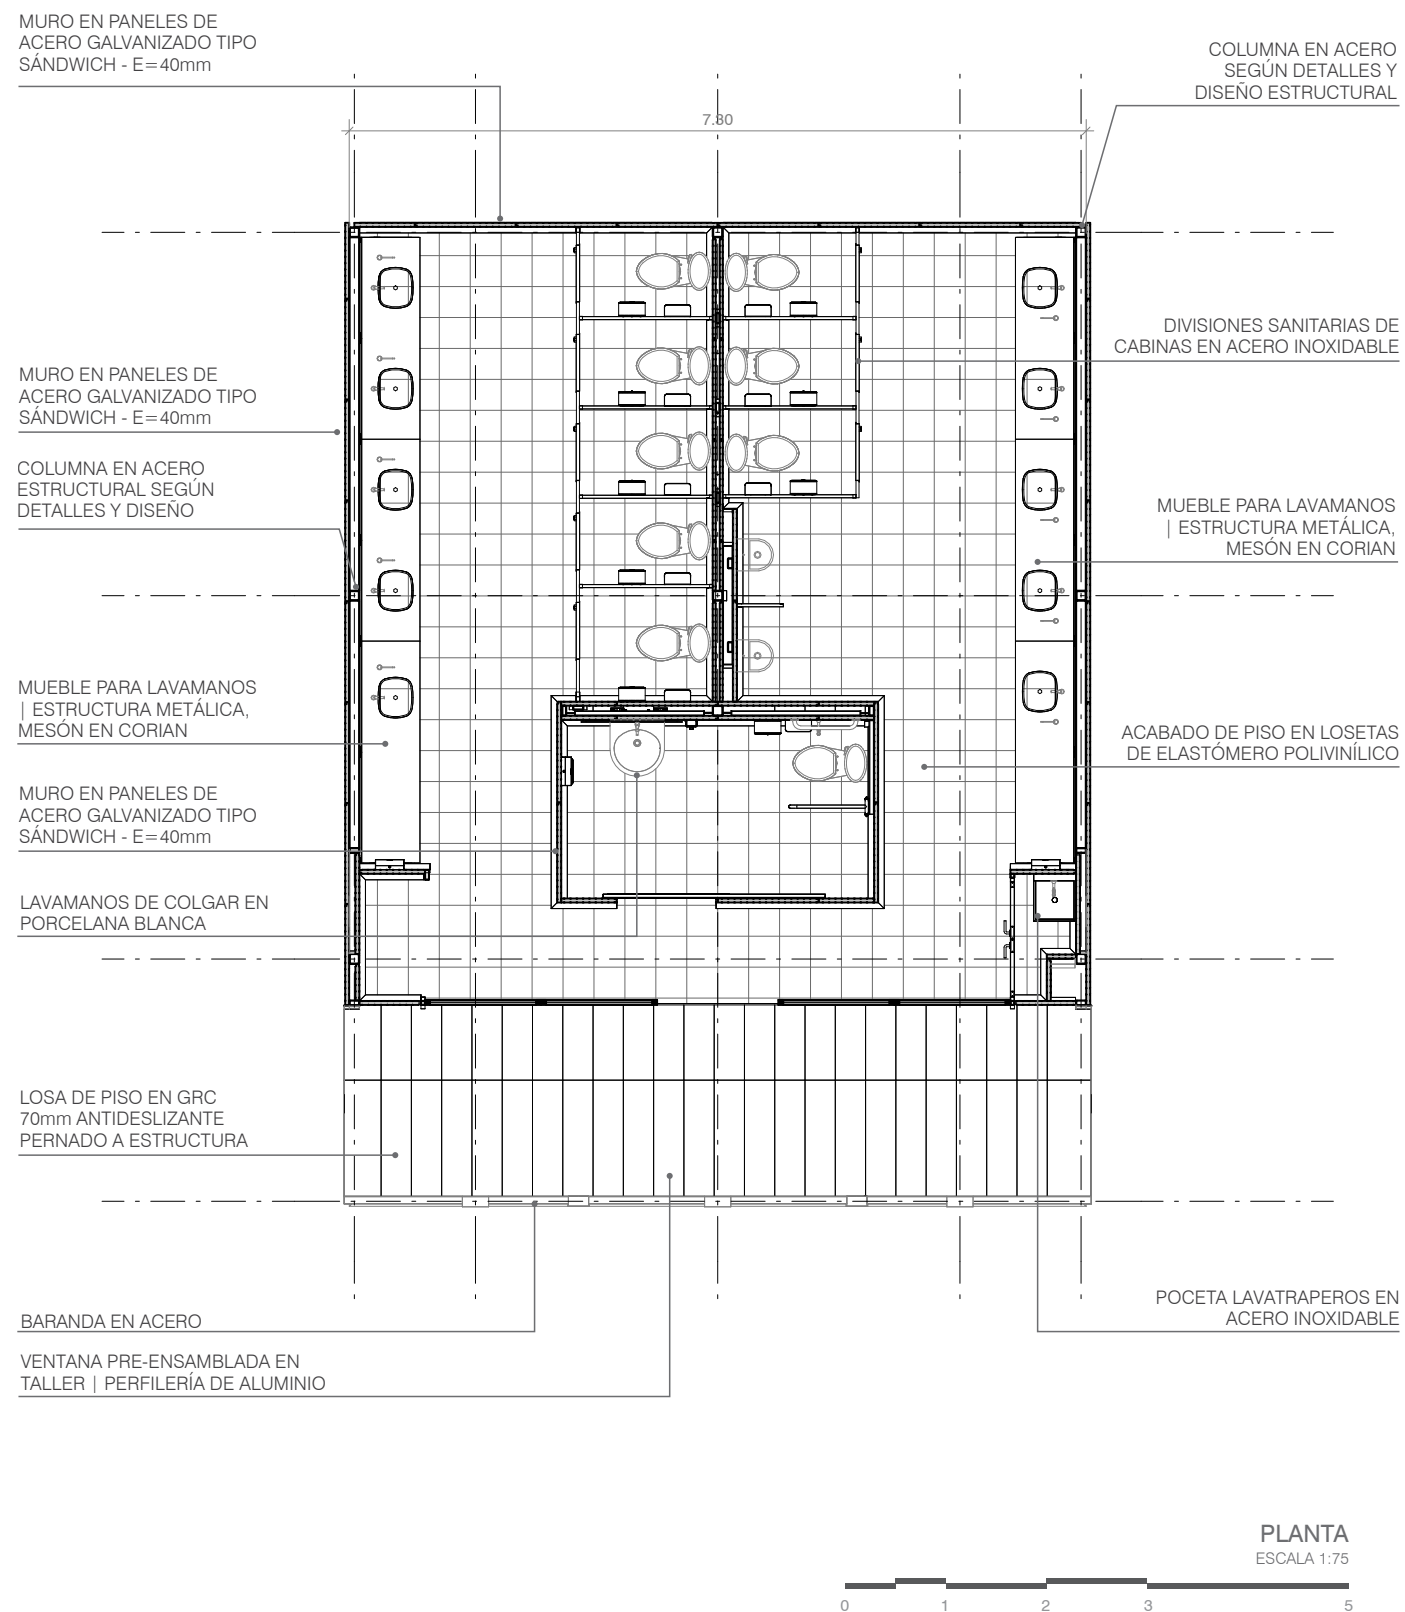 MURO EN PANELES DE
ACERO GALVANIZADO TIPO
SÁNDWICH - E=40mm
COLUMNA EN ACERO
SEGÚN DETALLES Y
DISEÑO ESTRUCTURAL
7.30
DIVISIONES SANITARIAS DE
CABINAS EN ACERO INOXIDABLE
MURO EN PANELES DE
ACERO GALVANIZADO TIPO
SÁNDWICH - E=40mm
COLUMNA EN ACERO
ESTRUCTURAL SEGÚN
DETALLES Y DISEÑO
MUEBLE PARA LAVAMANOS
| ESTRUCTURA METÁLICA,
MESÓN EN CORIAN
MUEBLE PARA LAVAMANOS
| ESTRUCTURA METÁLICA,
MESÓN EN CORIAN
ACABADO DE PISO EN LOSETAS
DE ELASTÓMERO POLIVINÍLICO
MURO EN PANELES DE
ACERO GALVANIZADO TIPO
SÁNDWICH - E=40mm
LAVAMANOS DE COLGAR EN
PORCELANA BLANCA
LOSA DE PISO EN GRC
70mm ANTIDESLIZANTE
PERNADO A ESTRUCTURA
BARANDA EN ACERO
POCETA LAVATRAPEROS EN
ACERO INOXIDABLE
VENTANA PRE-ENSAMBLADA EN
TALLER | PERFILERÍA DE ALUMINIO
PLANTA
ESCALA 1:75
0 1 2 3 5